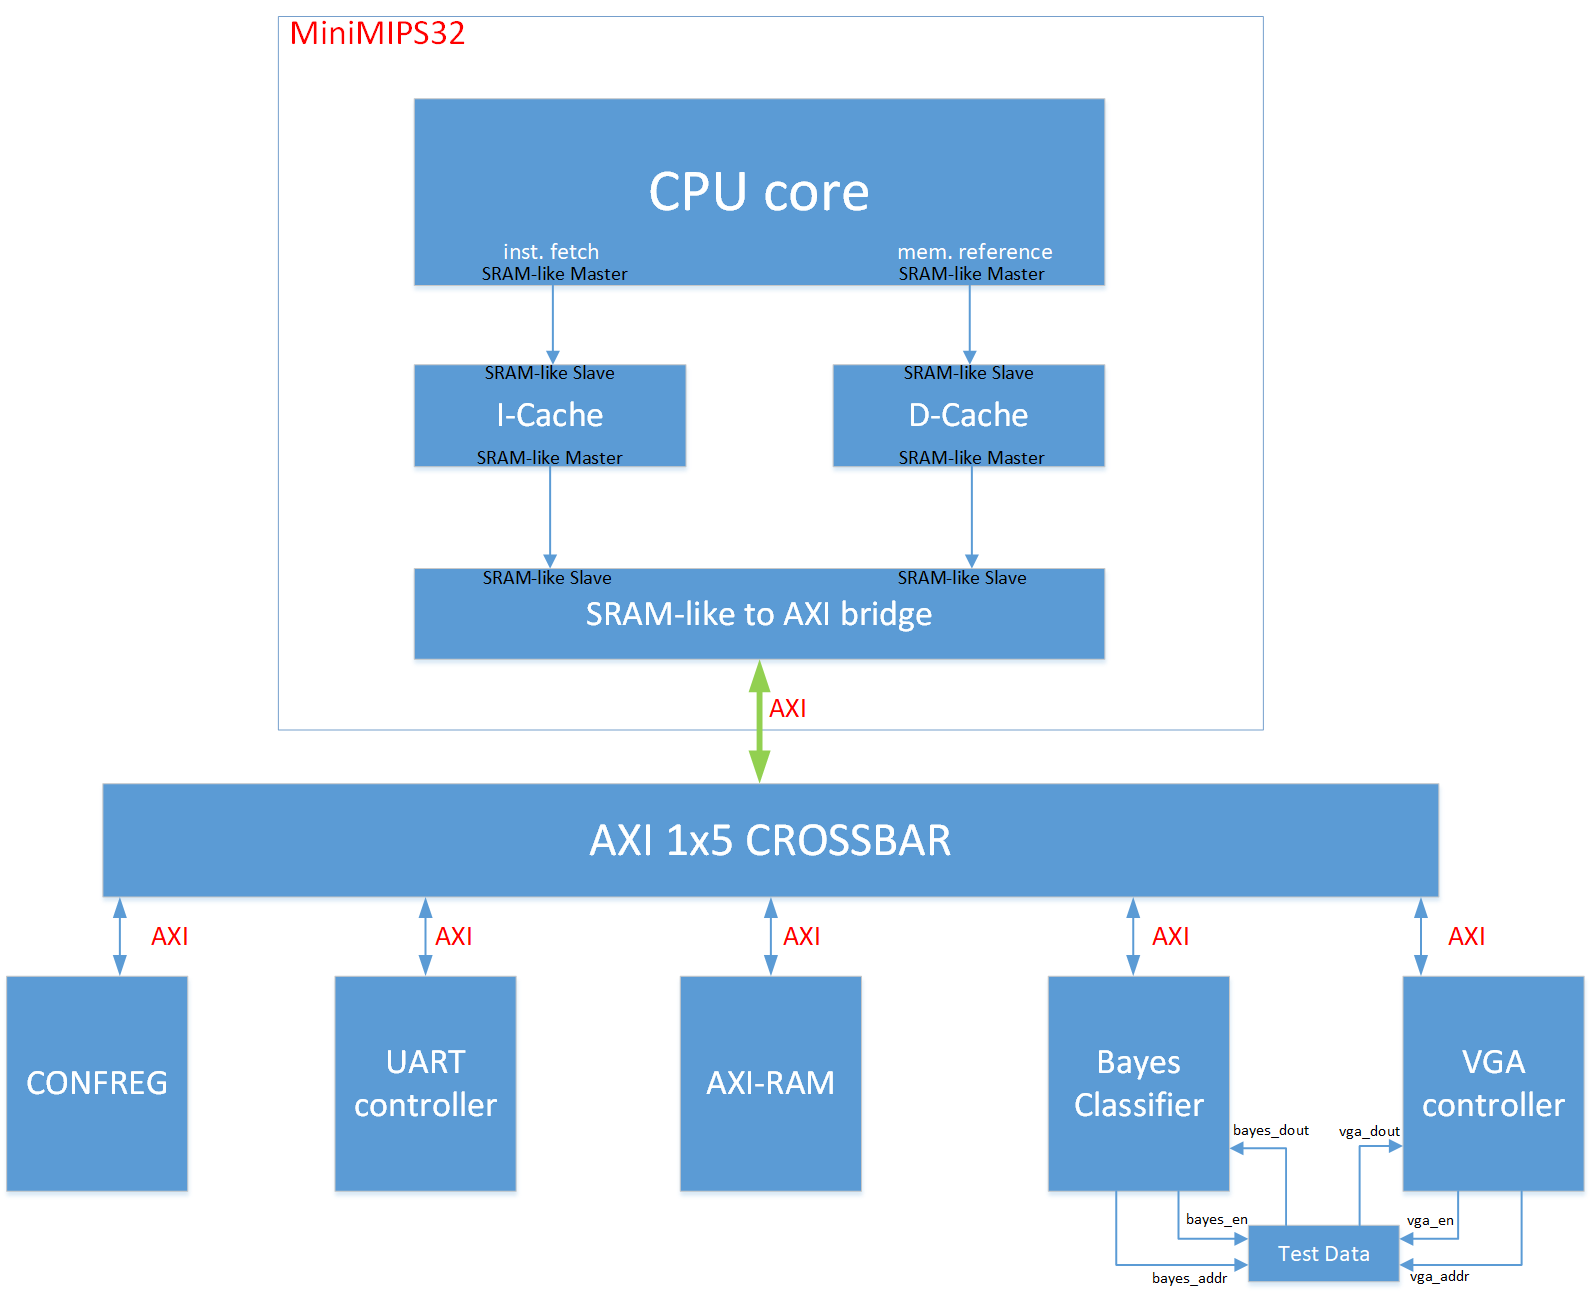 MiniMIPS32
CPU core
inst. fetch
SRAM-like Master
mem. reference
SRAM-like Master
SRAM-like Slave
I-Cache
SRAM-like Master
SRAM-like Slave
D-Cache
SRAM-like Master
SRAM-like Slave
SRAM-like Slave
SRAM-like to AXI bridge
AXI
AXI 1x5 CROSSBAR
AXI
AXI
AXI
AXI
AXI
CONFREG
UART
controller
AXI-RAM
Bayes
Classifier
VGA
controller
bayes_dout
vga_dout
bayes_en
vga_en
Test Data
bayes_addr
vga_addr